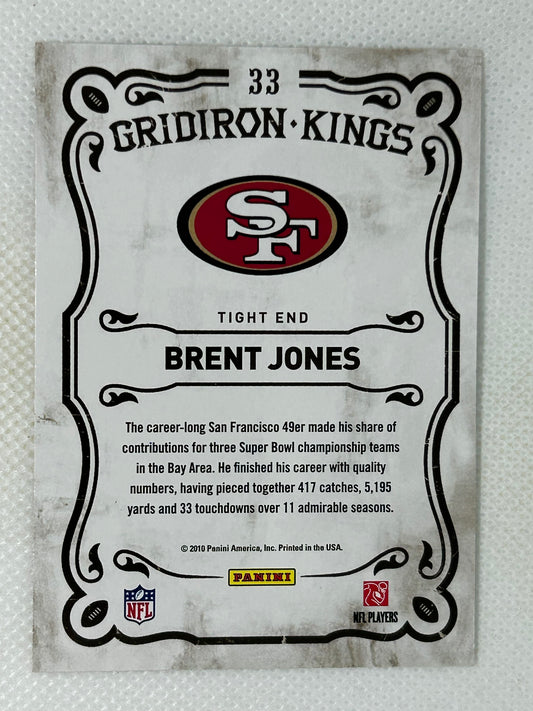 33
GRIDIRON·KINGS
SF
TIGHT END
BRENT JONES
The career-long San Francisco 49er made his share of
contributions for three Super Bowl championship teams
in the Bay Area. He finished his career with quality
numbers, having pieced together 417 catches, 5,195
yards and 33 touchdowns over 11 admirable seasons.
© 2010 Panini America, Inc. Printed in the USA.
PANINI
NFL
NFL PLAYERS